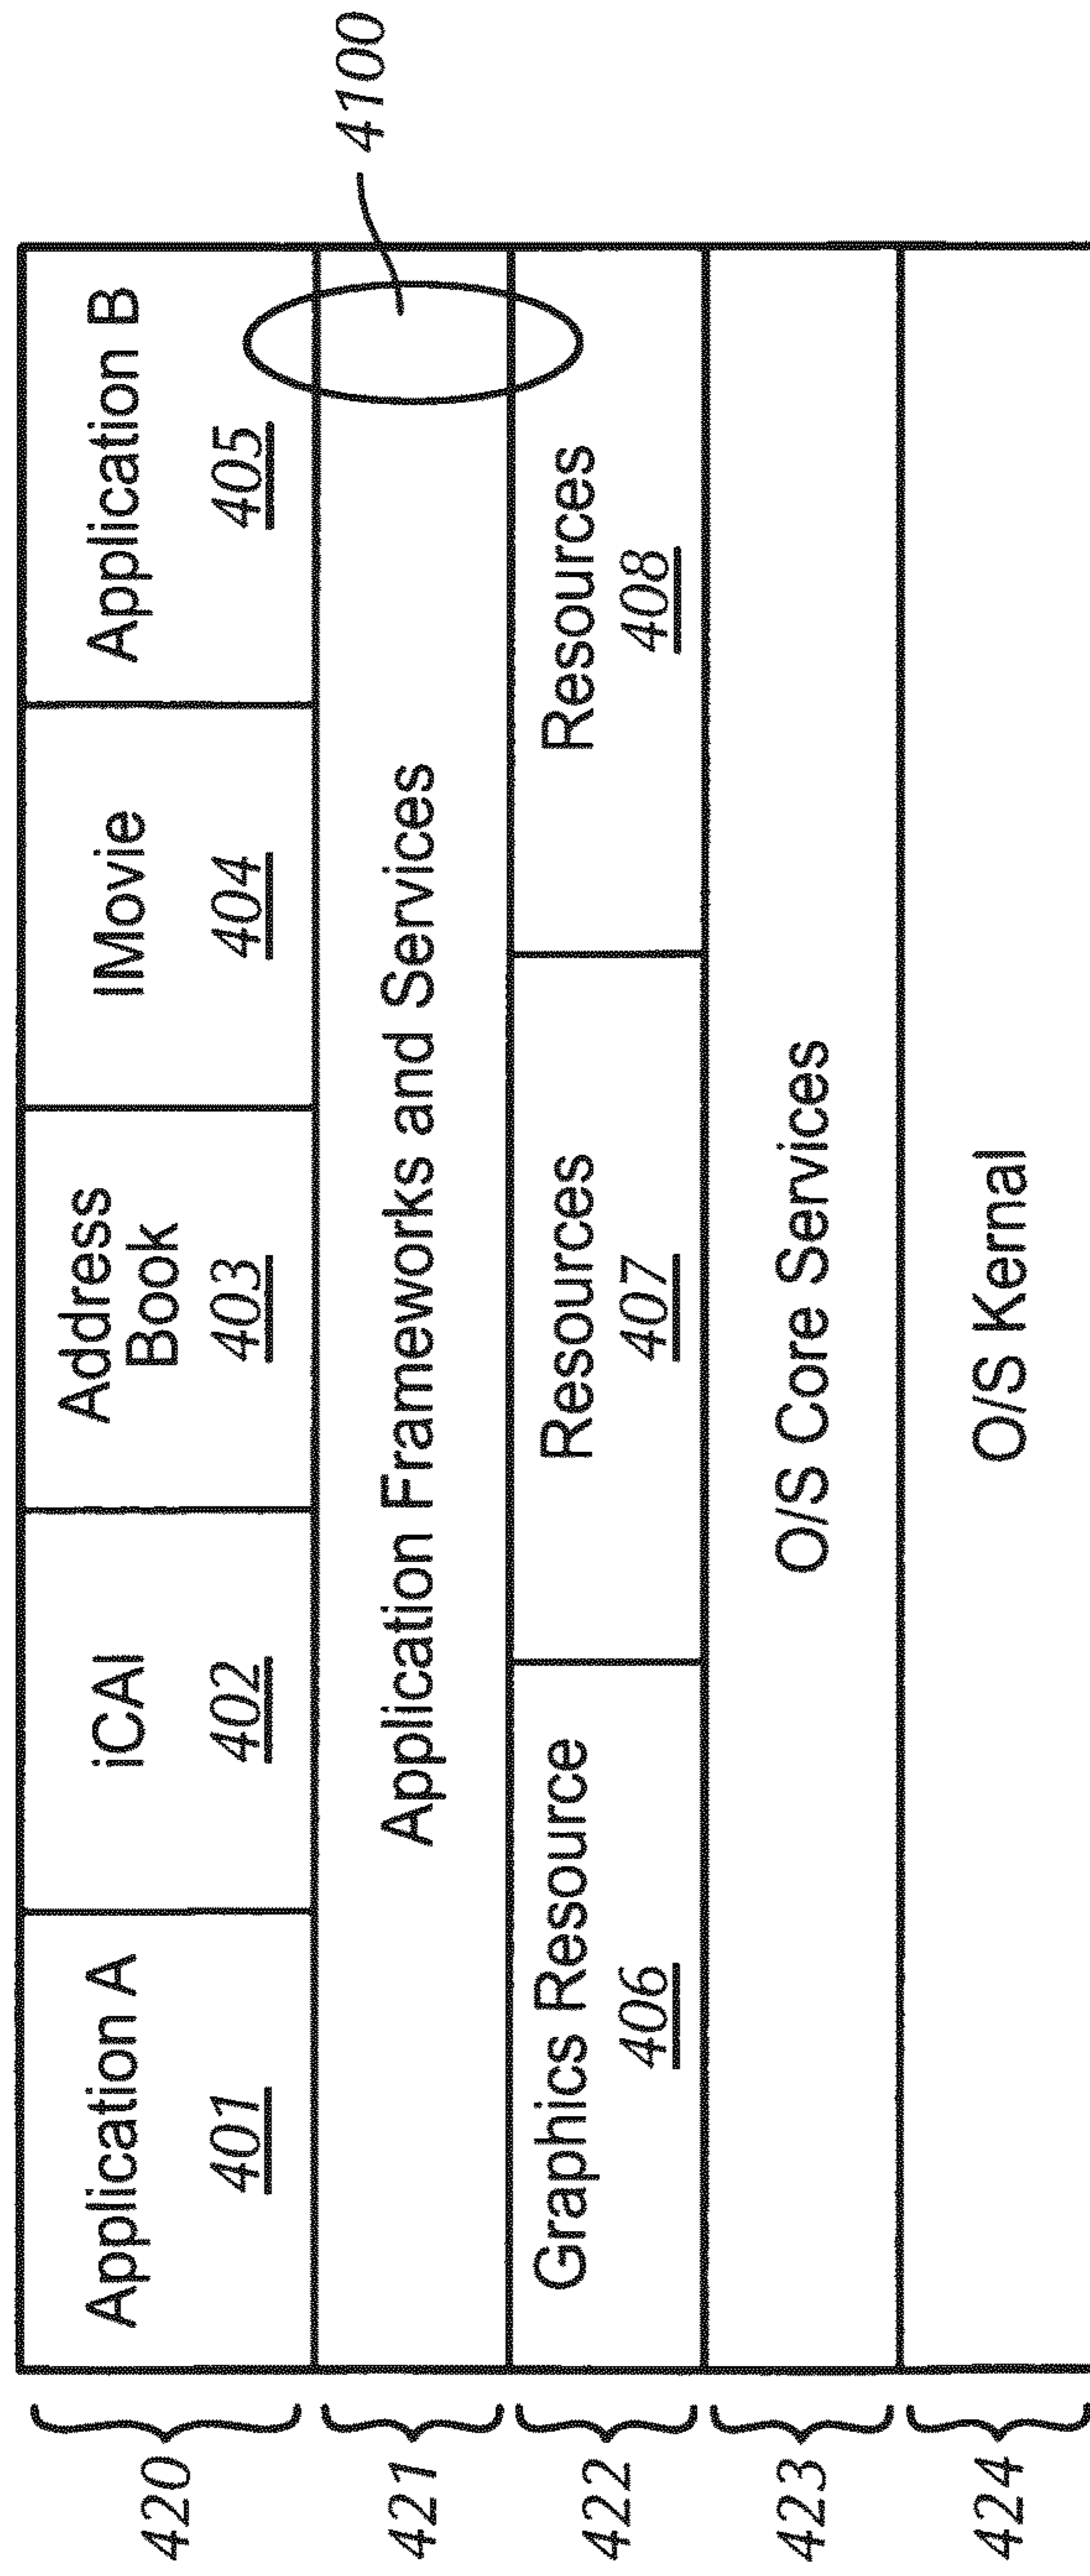 4100
Application A
401
iCAl
402
Address
Book
403
IMovie
404
Application B
405
Application Frameworks and Services
Graphics Resource
406
Resources
407
Resources
408
O/S Core Services
O/S Kernal
420
421
422
423
424